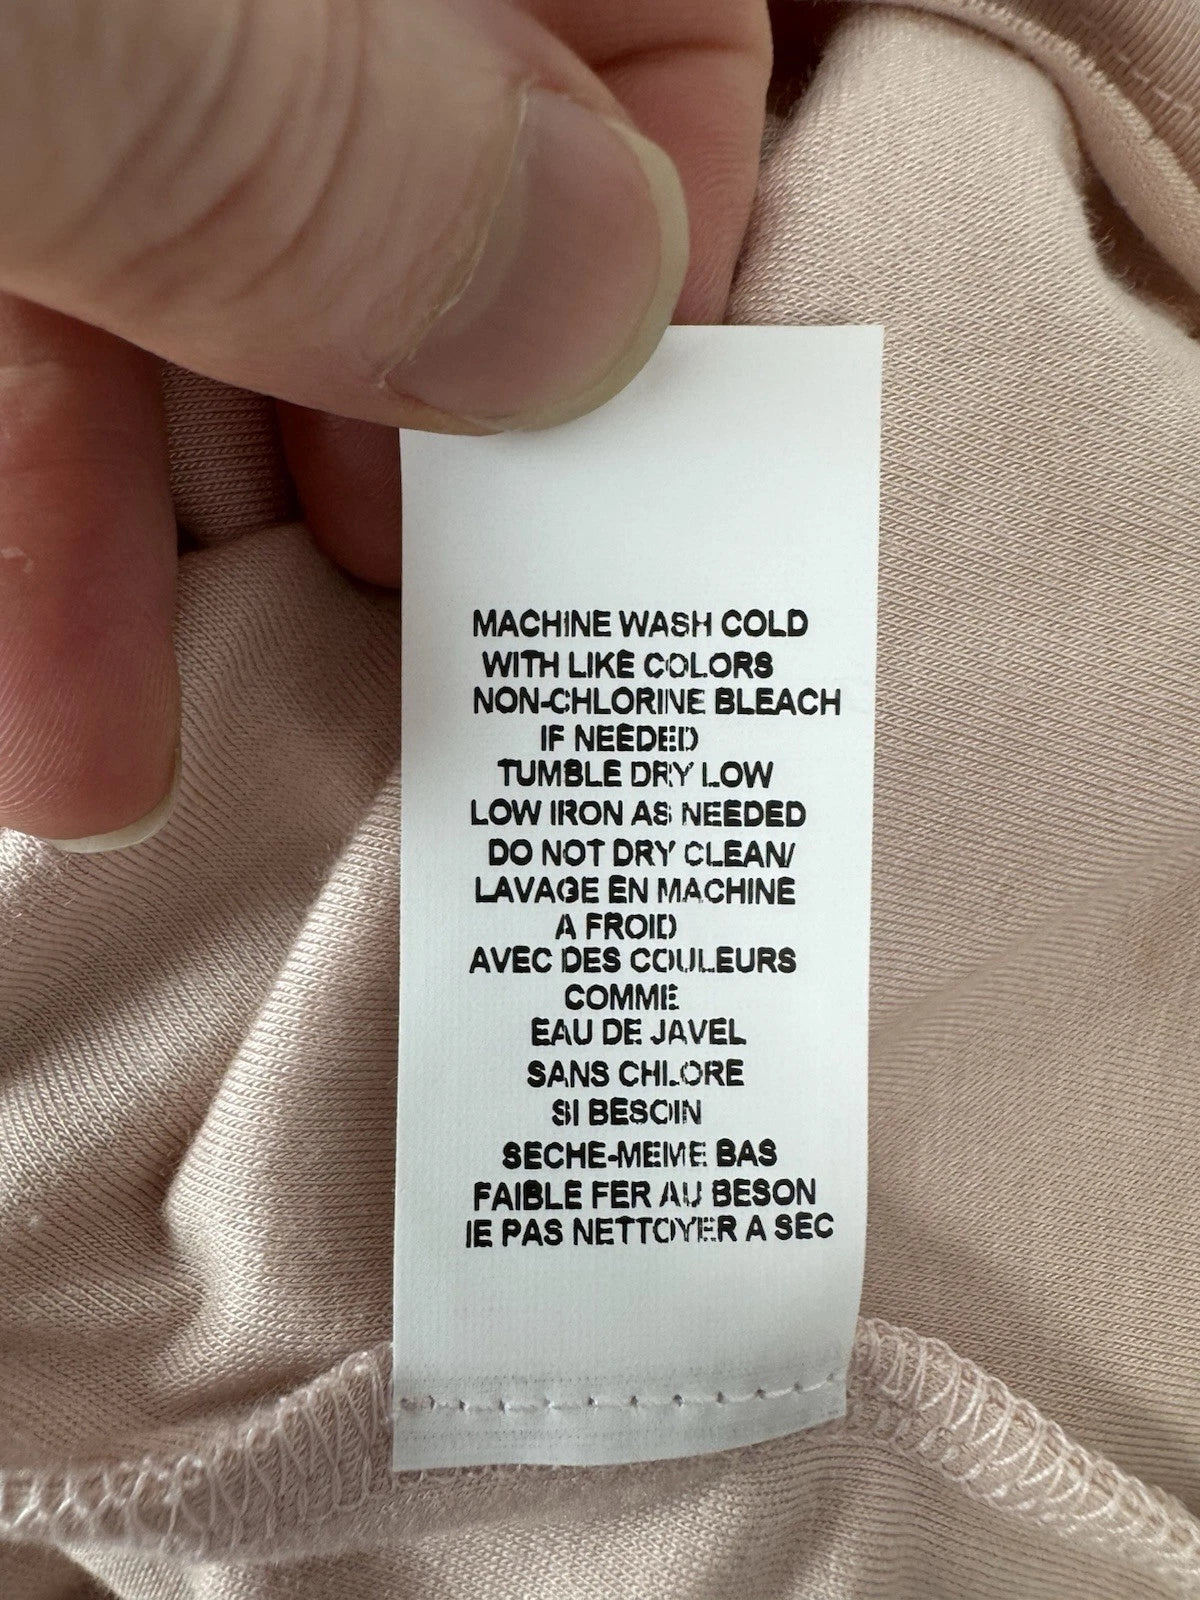 MACHINE WASH COLD
WITH LIKE COLORS
NON-CHLORINE BLEACH
IF NEEDED
TUMBLE DRY LOW
LOW IRON AS NEEDED
DO NOT DRY CLEAN/
LAVAGE EN MACHINE
A FROID
AVEC DES COULEURS
COMME
EAU DE JAVEL
SANS CHLORE
SI BESOIN
SECHE-MEME BAS
FAIBLE FER AU BESON
IE PAS NETTOYER A SEC